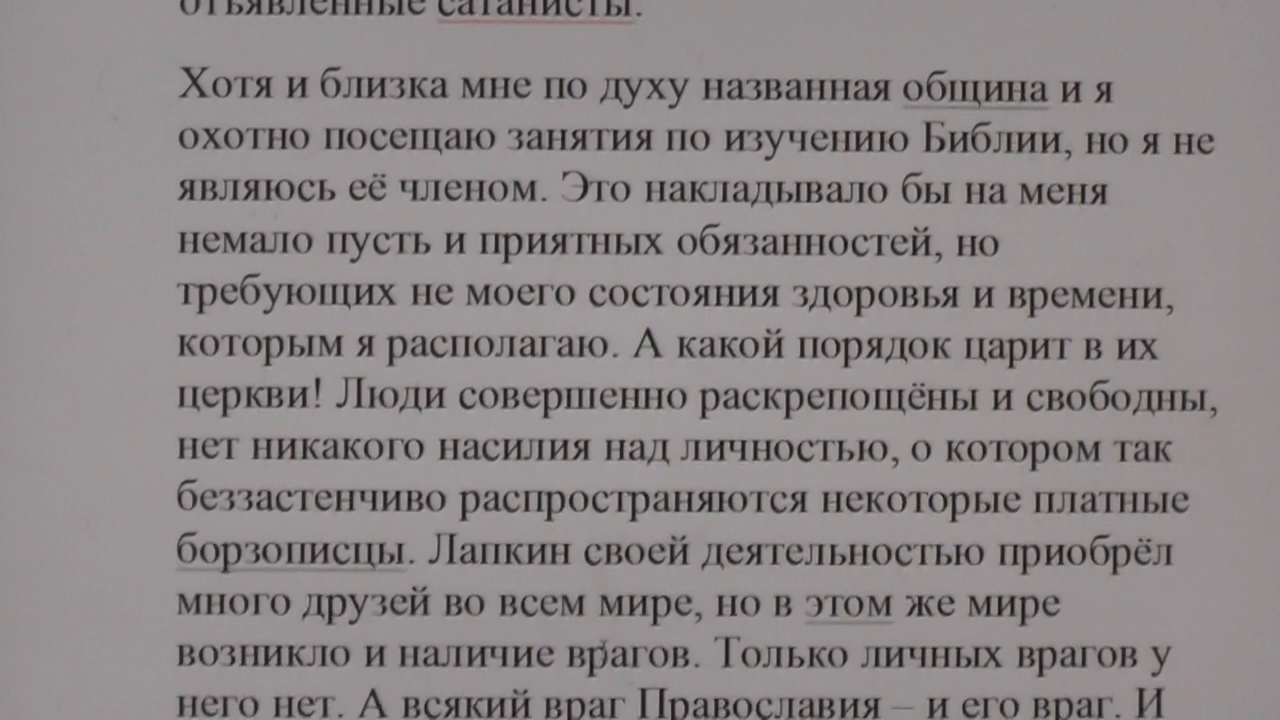 отъявленные сатанисты.
Хотя и близка мне по духу названная община и я
охотно посещаю занятия по изучению Библии, но я не
являюсь её членом. Это накладывало бы на меня
немало пусть и приятных обязанностей, но
требующих не моего состояния здоровья и времени,
которым я располагаю. А какой порядок царит в их
церкви! Люди совершенно раскрепощёны и свободны,
нет никакого насилия над личностью, о котором так
беззастенчиво распространяются некоторые платные
борзописцы. Лапкин своей деятельностью приобрёл
много друзей во всем мире, но в этом же мире
возникло и наличие врагов. Только личных врагов у
него нет. А всякий враг Православия – и его враг. И